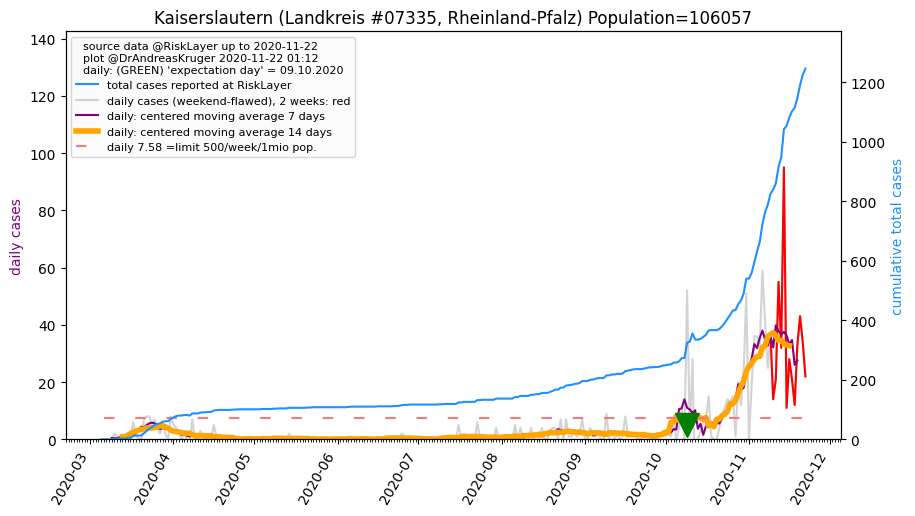 Kaiserslautern (Landkreis #07335, Rheinland-Pfalz) Population=106057
source data @RiskLayer up to 2020-11-22
plot @DrAndreasKruger 2020-11-22 01:12
daily: (GREEN) 'expectation day' = 09.10.2020
total cases reported at RiskLayer
daily cases (weekend-flawed), 2 weeks: red
daily: centered moving average 7 days
daily: centered moving average 14 days
daily 7.58 =limit 500/week/1mio pop.
daily cases
140
120
100
80
60
40
20
0
cumulative total cases
1200
1000
800
600
400
200
0
2020-03
2020-04
2020-05
2020-06
2020-07
2020-08
2020-09
2020-10
2020-11
2020-12